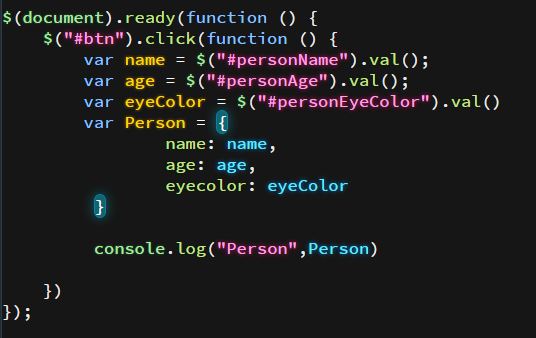 $(document).ready(function () {
    $("#btn").click(function () {
        var name = $("#personName").val();
        var age = $("#personAge").val();
        var eyeColor = $("#personEyeColor").val()
        var Person = {
                name: name,
                age: age,
                eyecolor: eyeColor
         }
         console.log("Person",Person)
    })
});